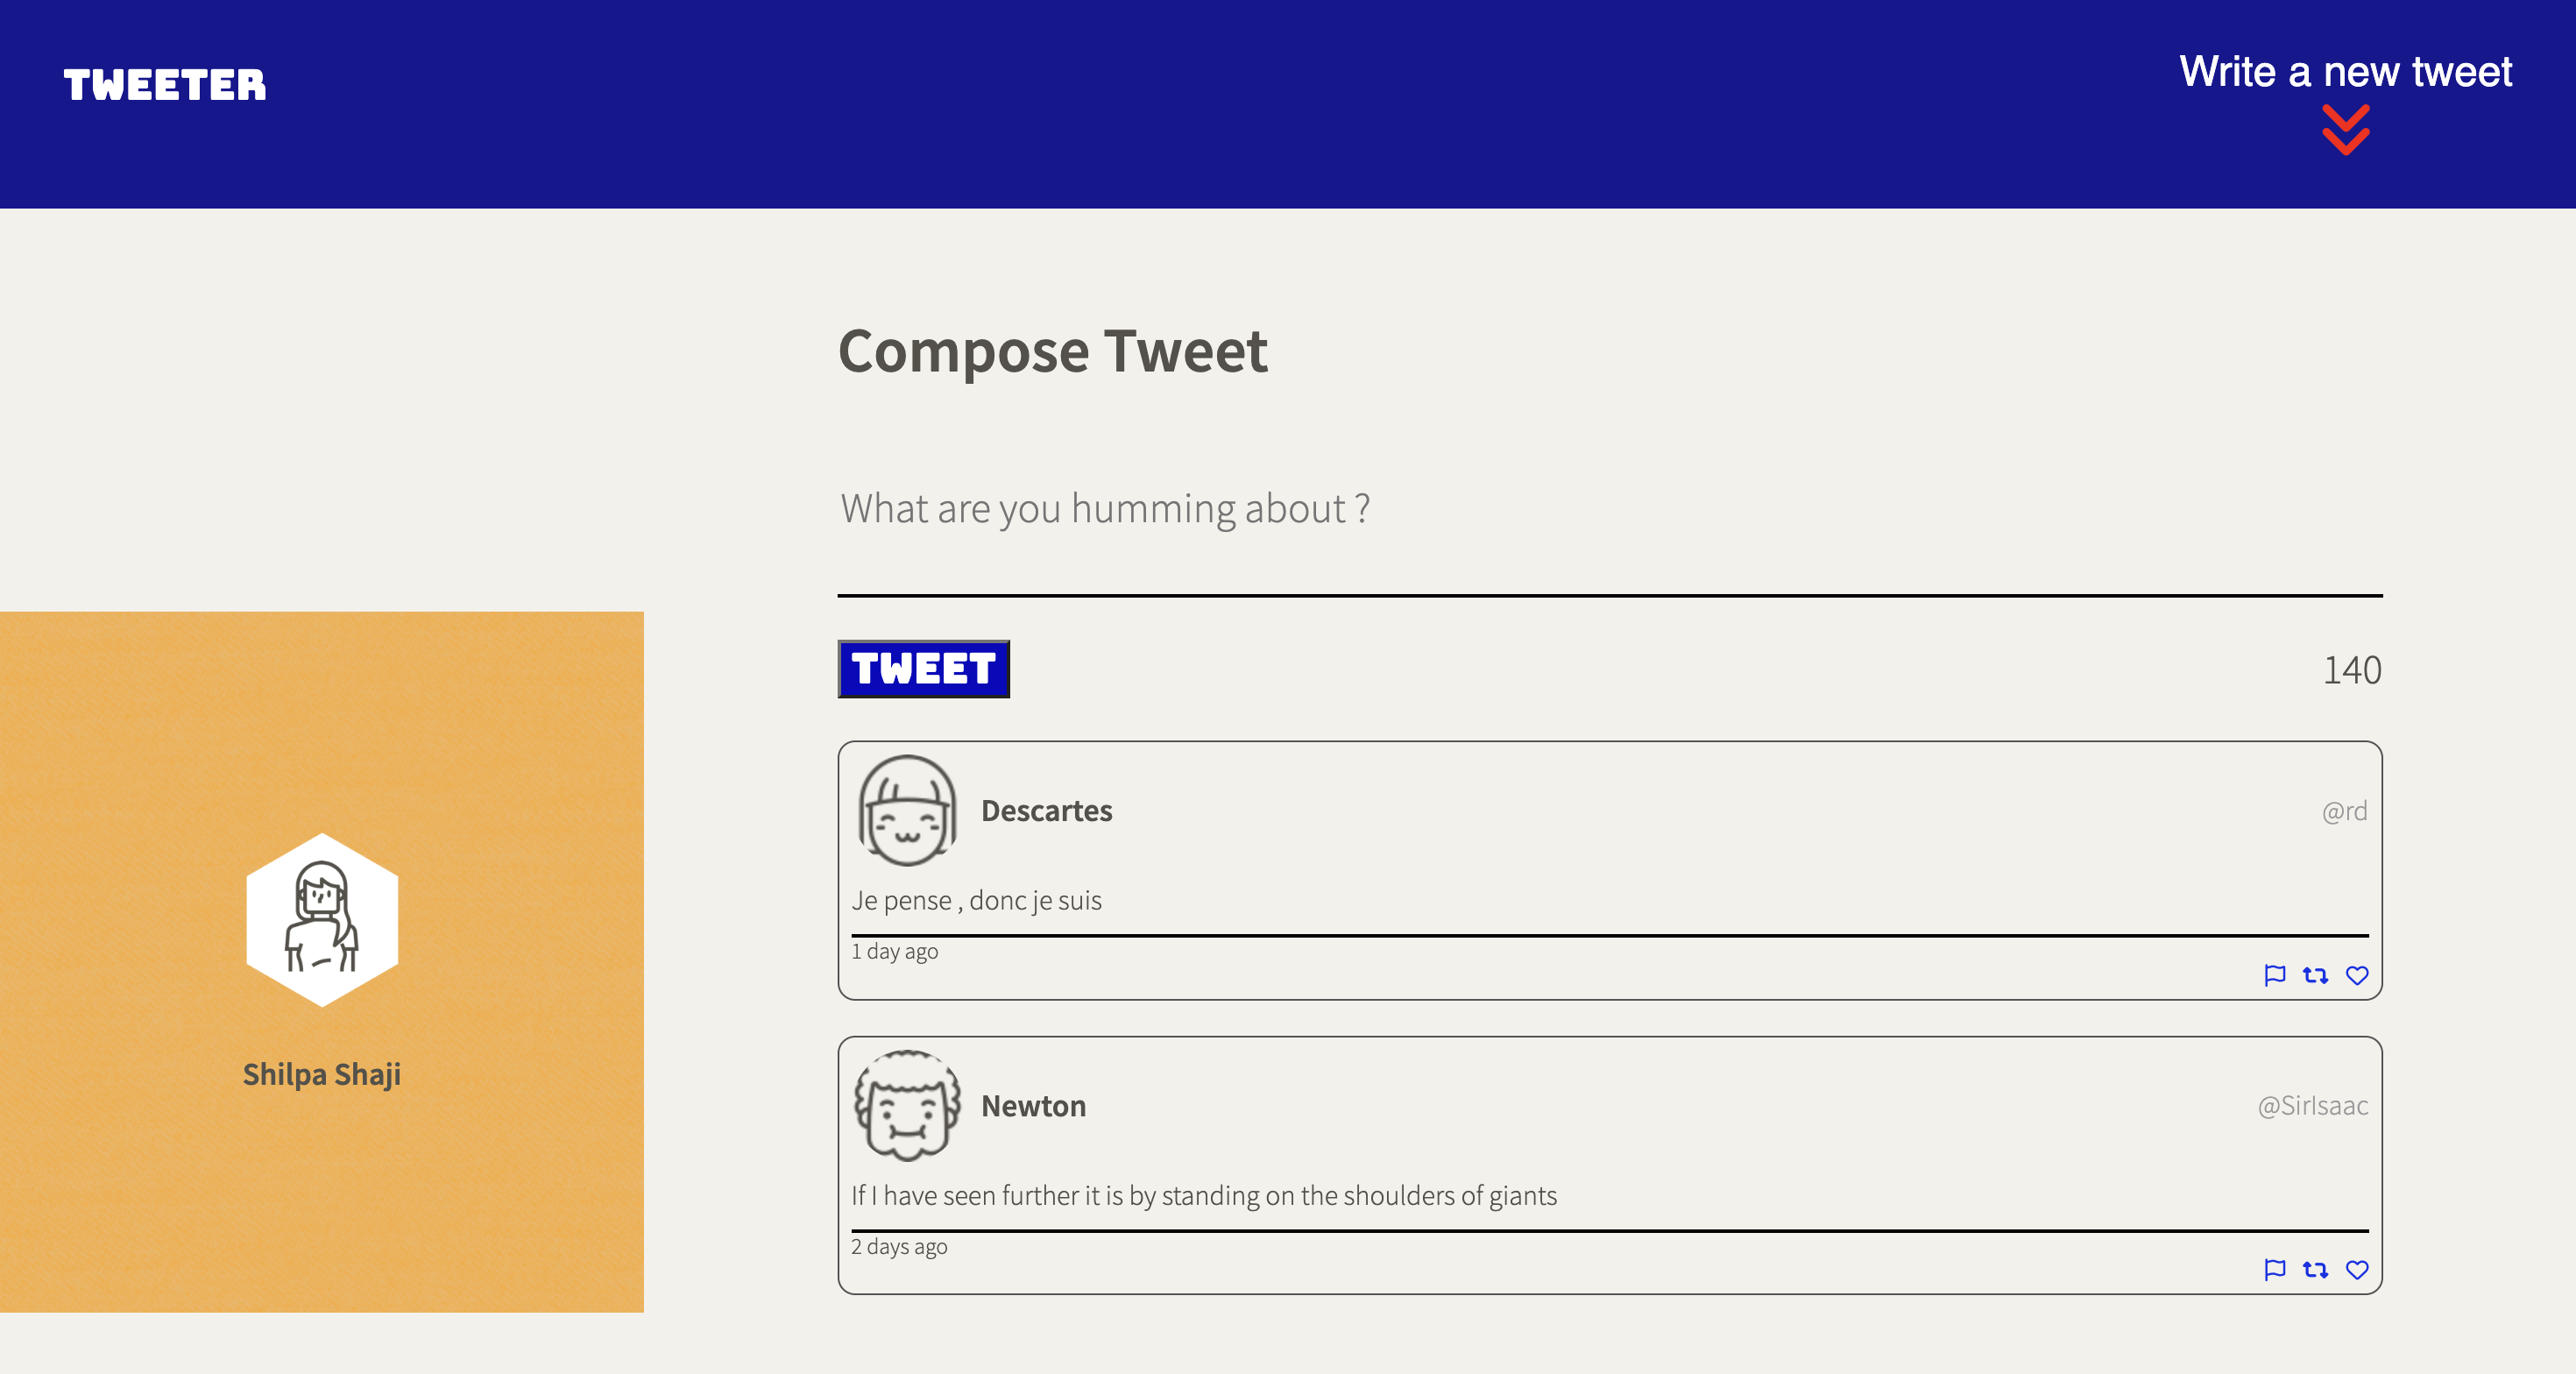 TWEETER
Write a new tweet
Compose Tweet
What are you humming about ?
TWEET
140
Shilpa Shaji
Descartes
@rd
Je pense , donc je suis
1 day ago
Newton
@SirIsaac
If I have seen further it is by standing on the shoulders of giants
2 days ago